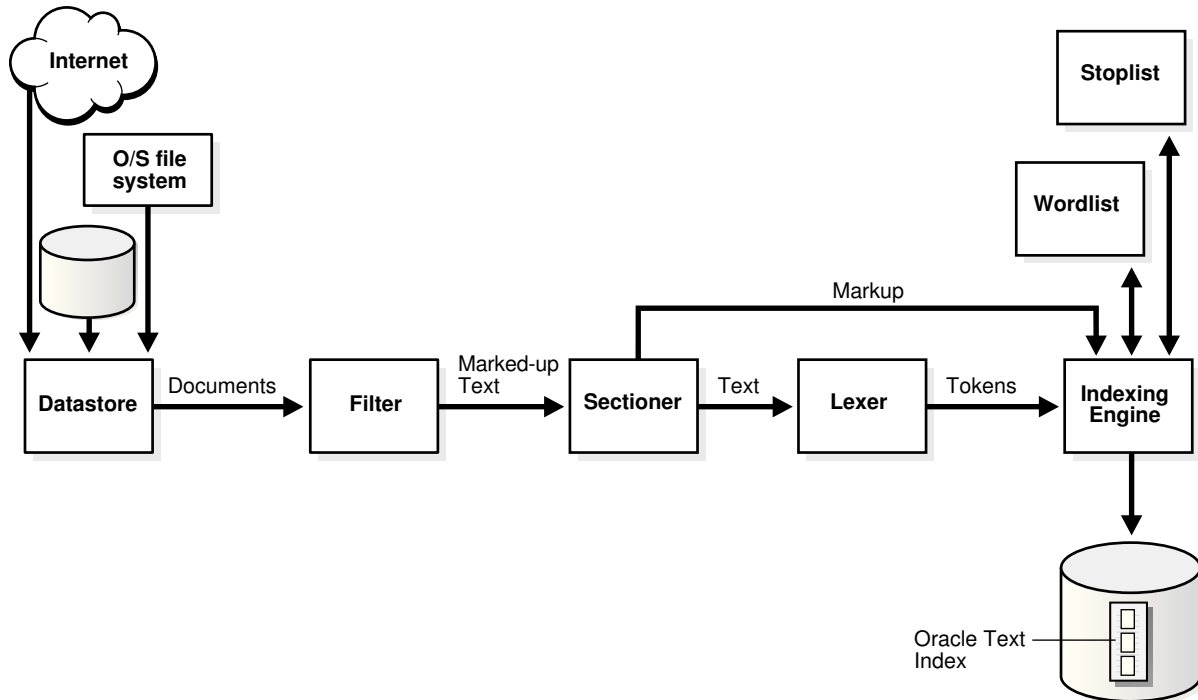 Internet
Stoplist
O/S file
system
Wordlist
Markup
Marked-up
Text
Documents
Text
Tokens
Datastore
Filter
Sectioner
Lexer
Indexing
Engine
Oracle Text
Index